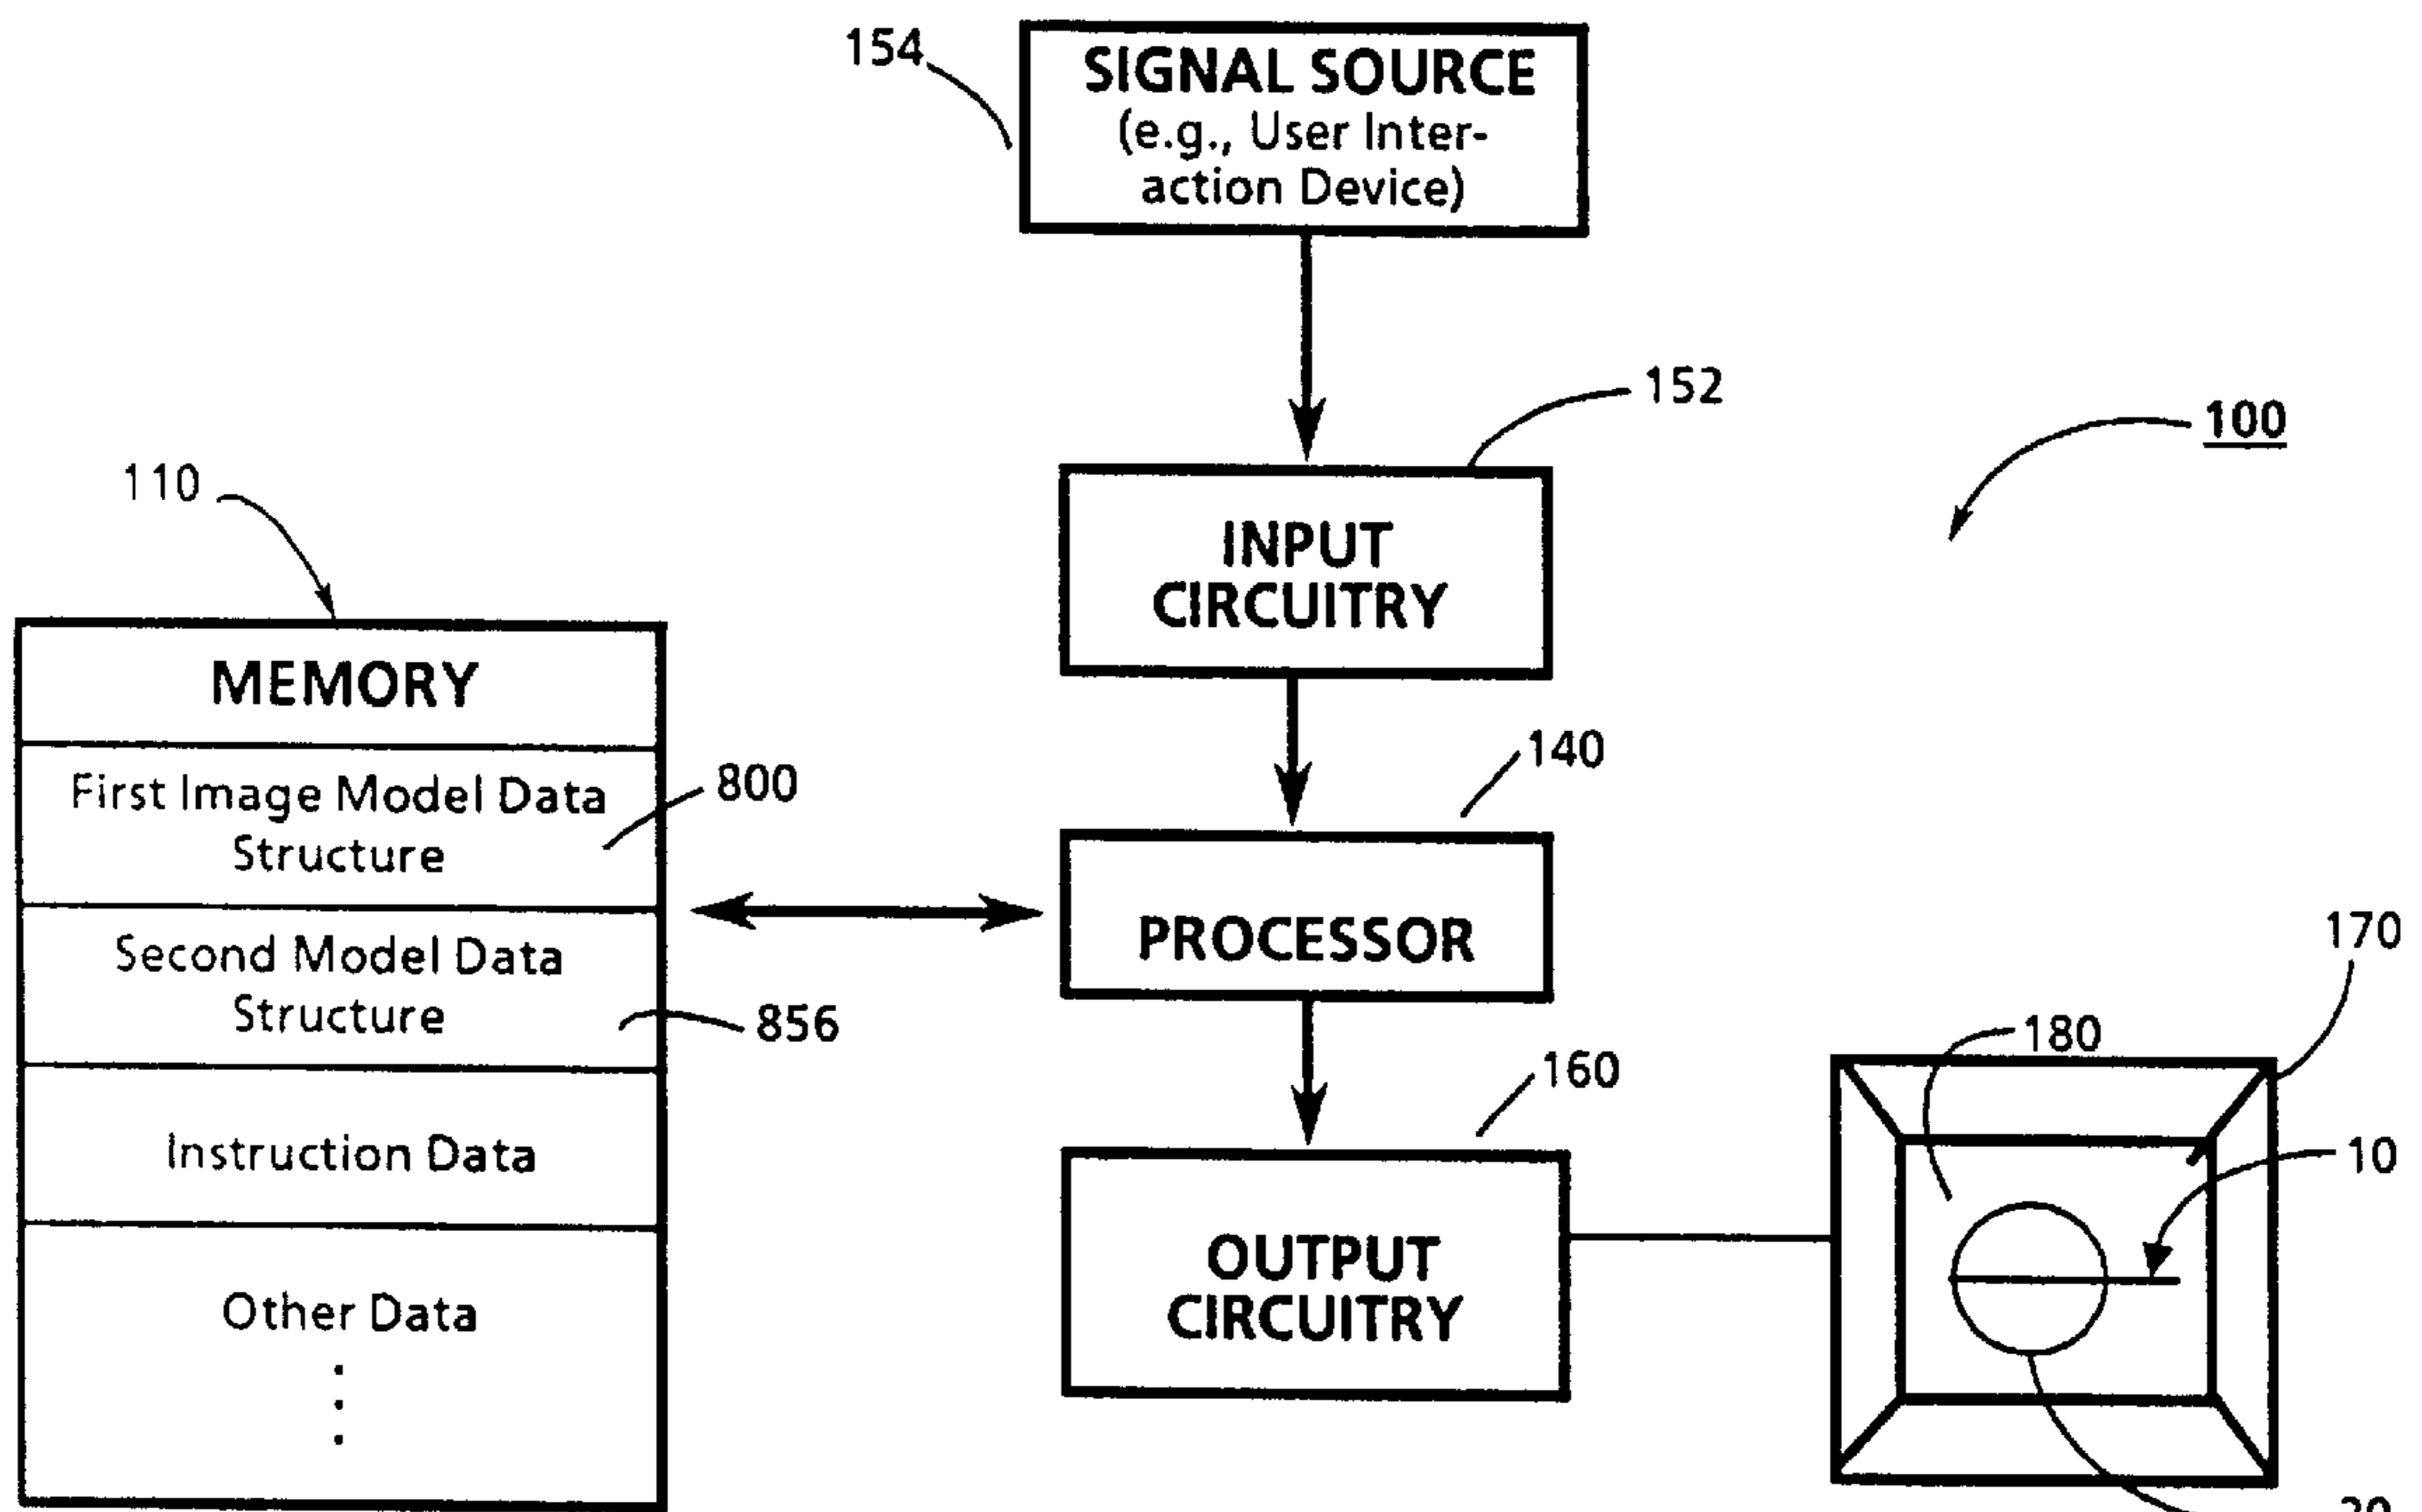 154
SIGNAL SOURCE
(e.g., User Inter-
action Device)
152
100
110
INPUT
CIRCUITRY
MEMORY
First Image Model Data
Structure
800
140
PROCESSOR
Second Model Data
Structure
856
170
180
160
10
Instruction Data
OUTPUT
CIRCUITRY
Other Data